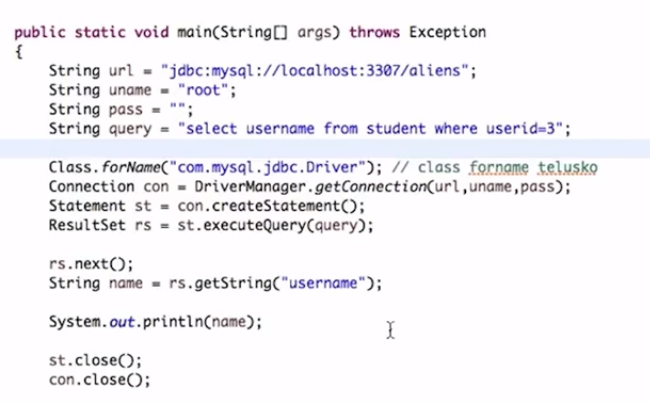 public static void main(String[] args) throws Exception
{
String url = "jdbc:mysql://localhost:3307/aliens";
String uname = "root";
String pass = "";
String query = "select username from student where userid=3";
Class.forName("com.mysql.jdbc.Driver"); // class forname telusko
Connection con = DriverManager.getConnection(url,uname,pass);
Statement st = con.createStatement();
ResultSet rs = st.executeQuery(query);
rs.next();
String name = rs.getString("username");
System.out.println(name);
st.close();
con.close();